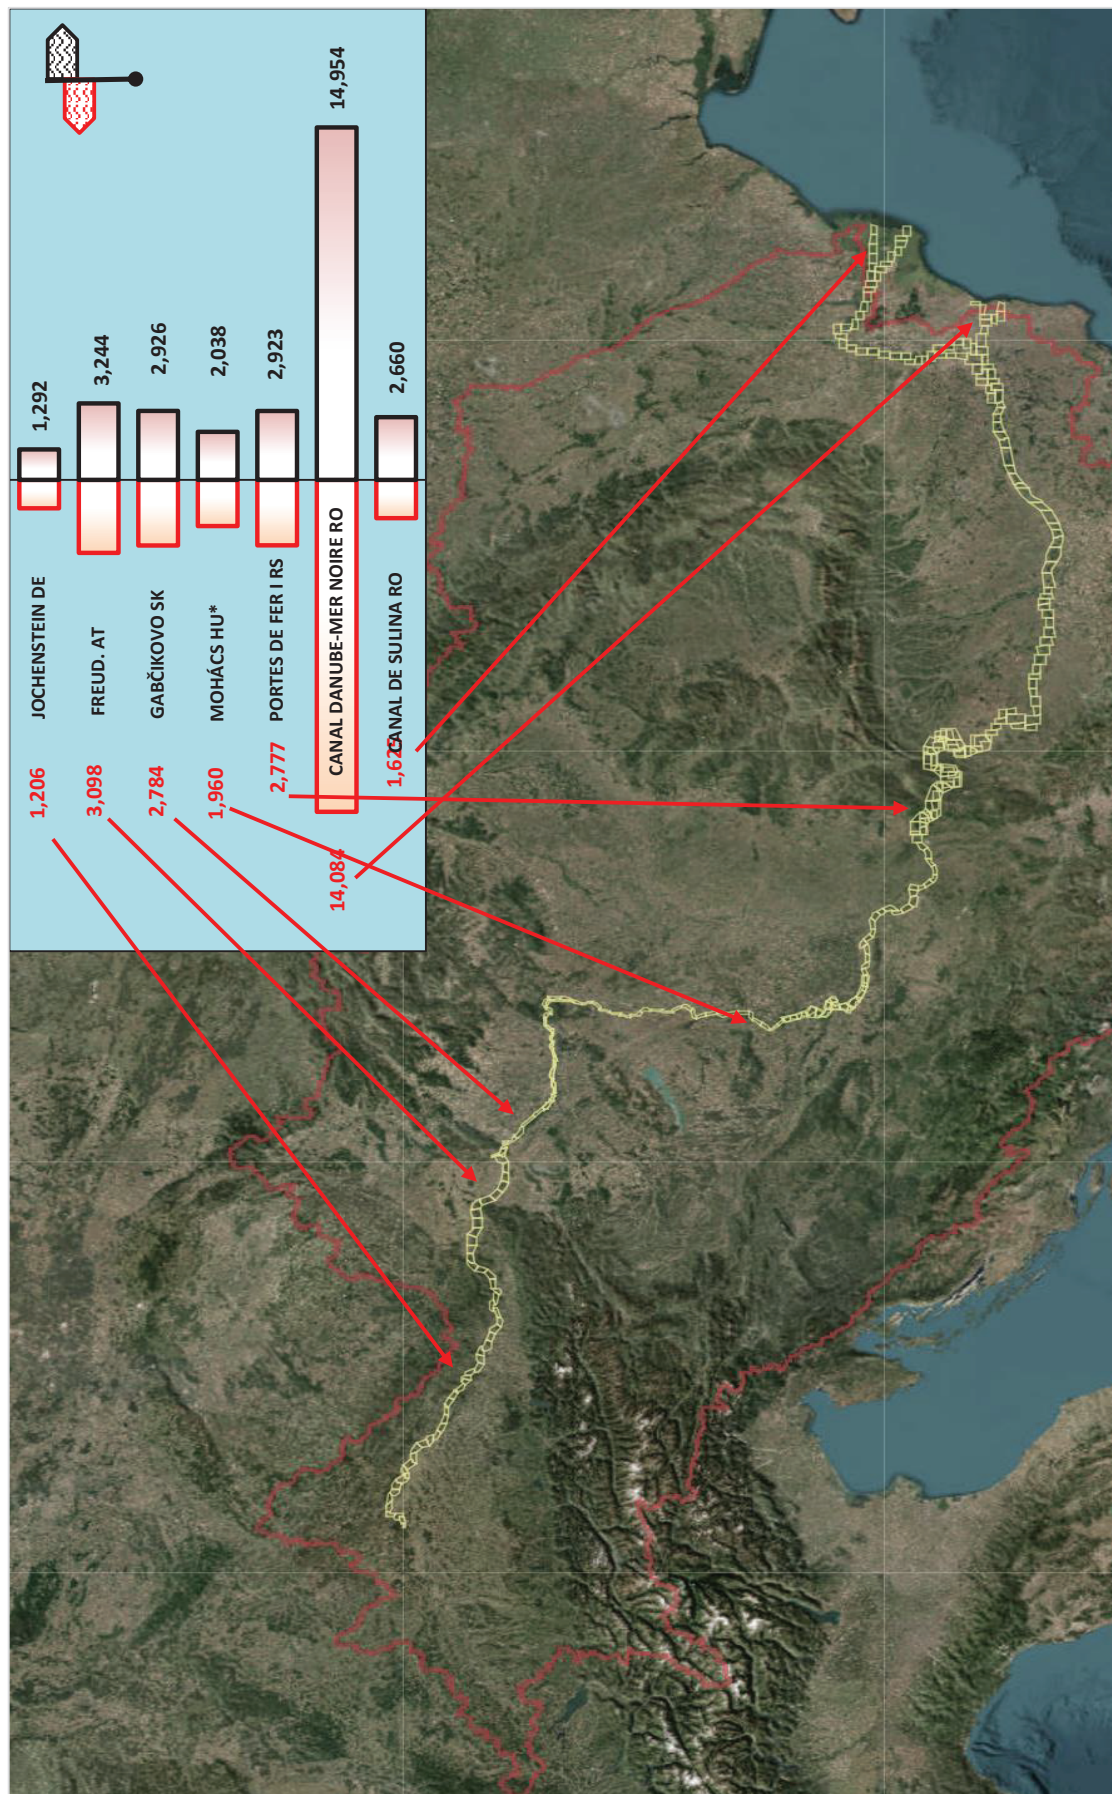 1,206 JOCHENSTEIN DE 1,292
3,098 FREUD. AT 3,244
2,784 GABČIKOVO SK 2,926
1,960 MOHÁCS HU* 2,038
2,777 PORTES DE FER I RS 2,923
14,084 CANAL DANUBE-MER NOIRE RO 14,954
CANAL DE SULINA RO 2,660